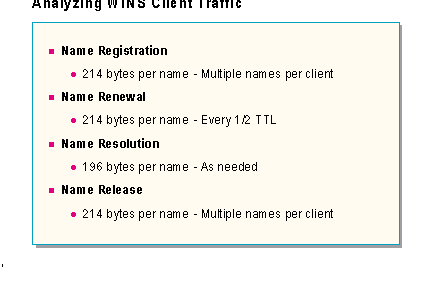 Analyzing WINS Client Traffic
Name Registration
214 bytes per name - Multiple names per client
Name Renewal
214 bytes per name - Every 1/2 TTL
Name Resolution
196 bytes per name - As needed
Name Release
214 bytes per name - Multiple names per client